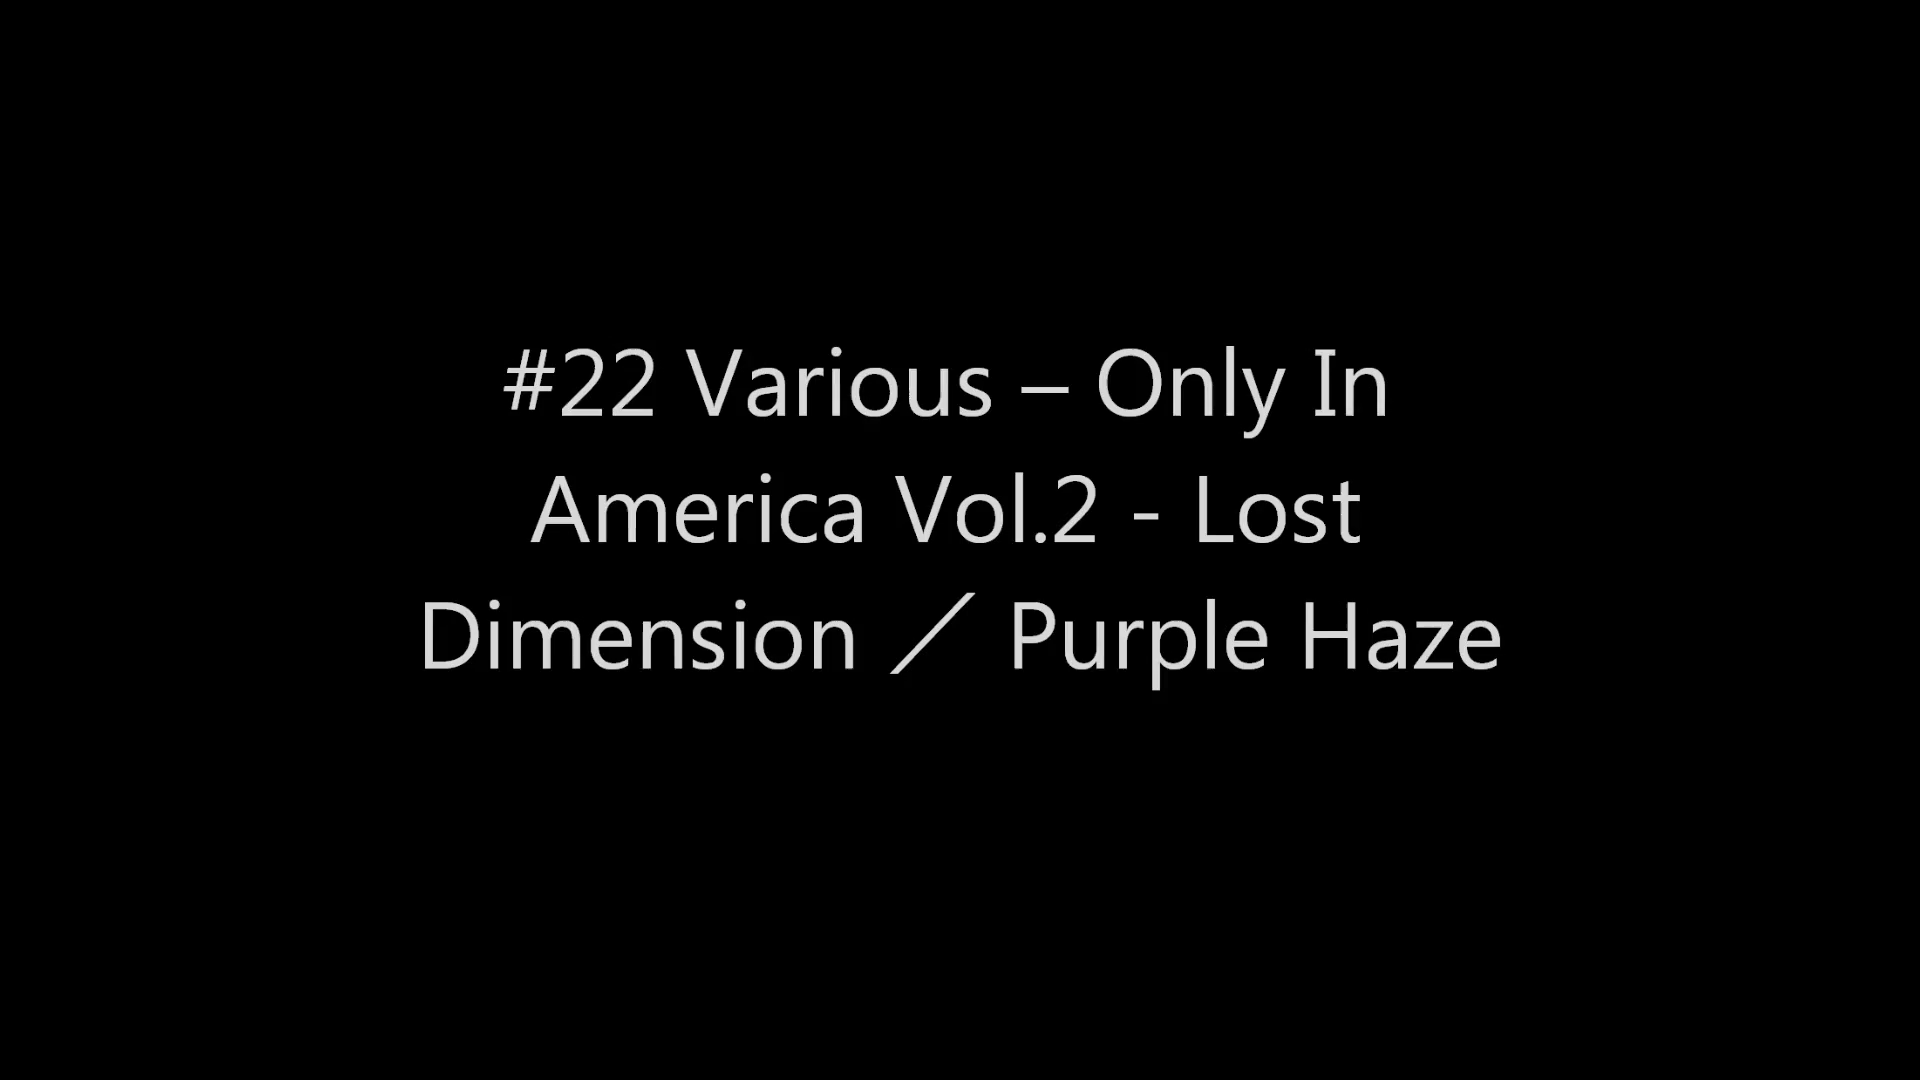 #22 Various – Only In
America Vol.2 - Lost
Dimension ／ Purple Haze